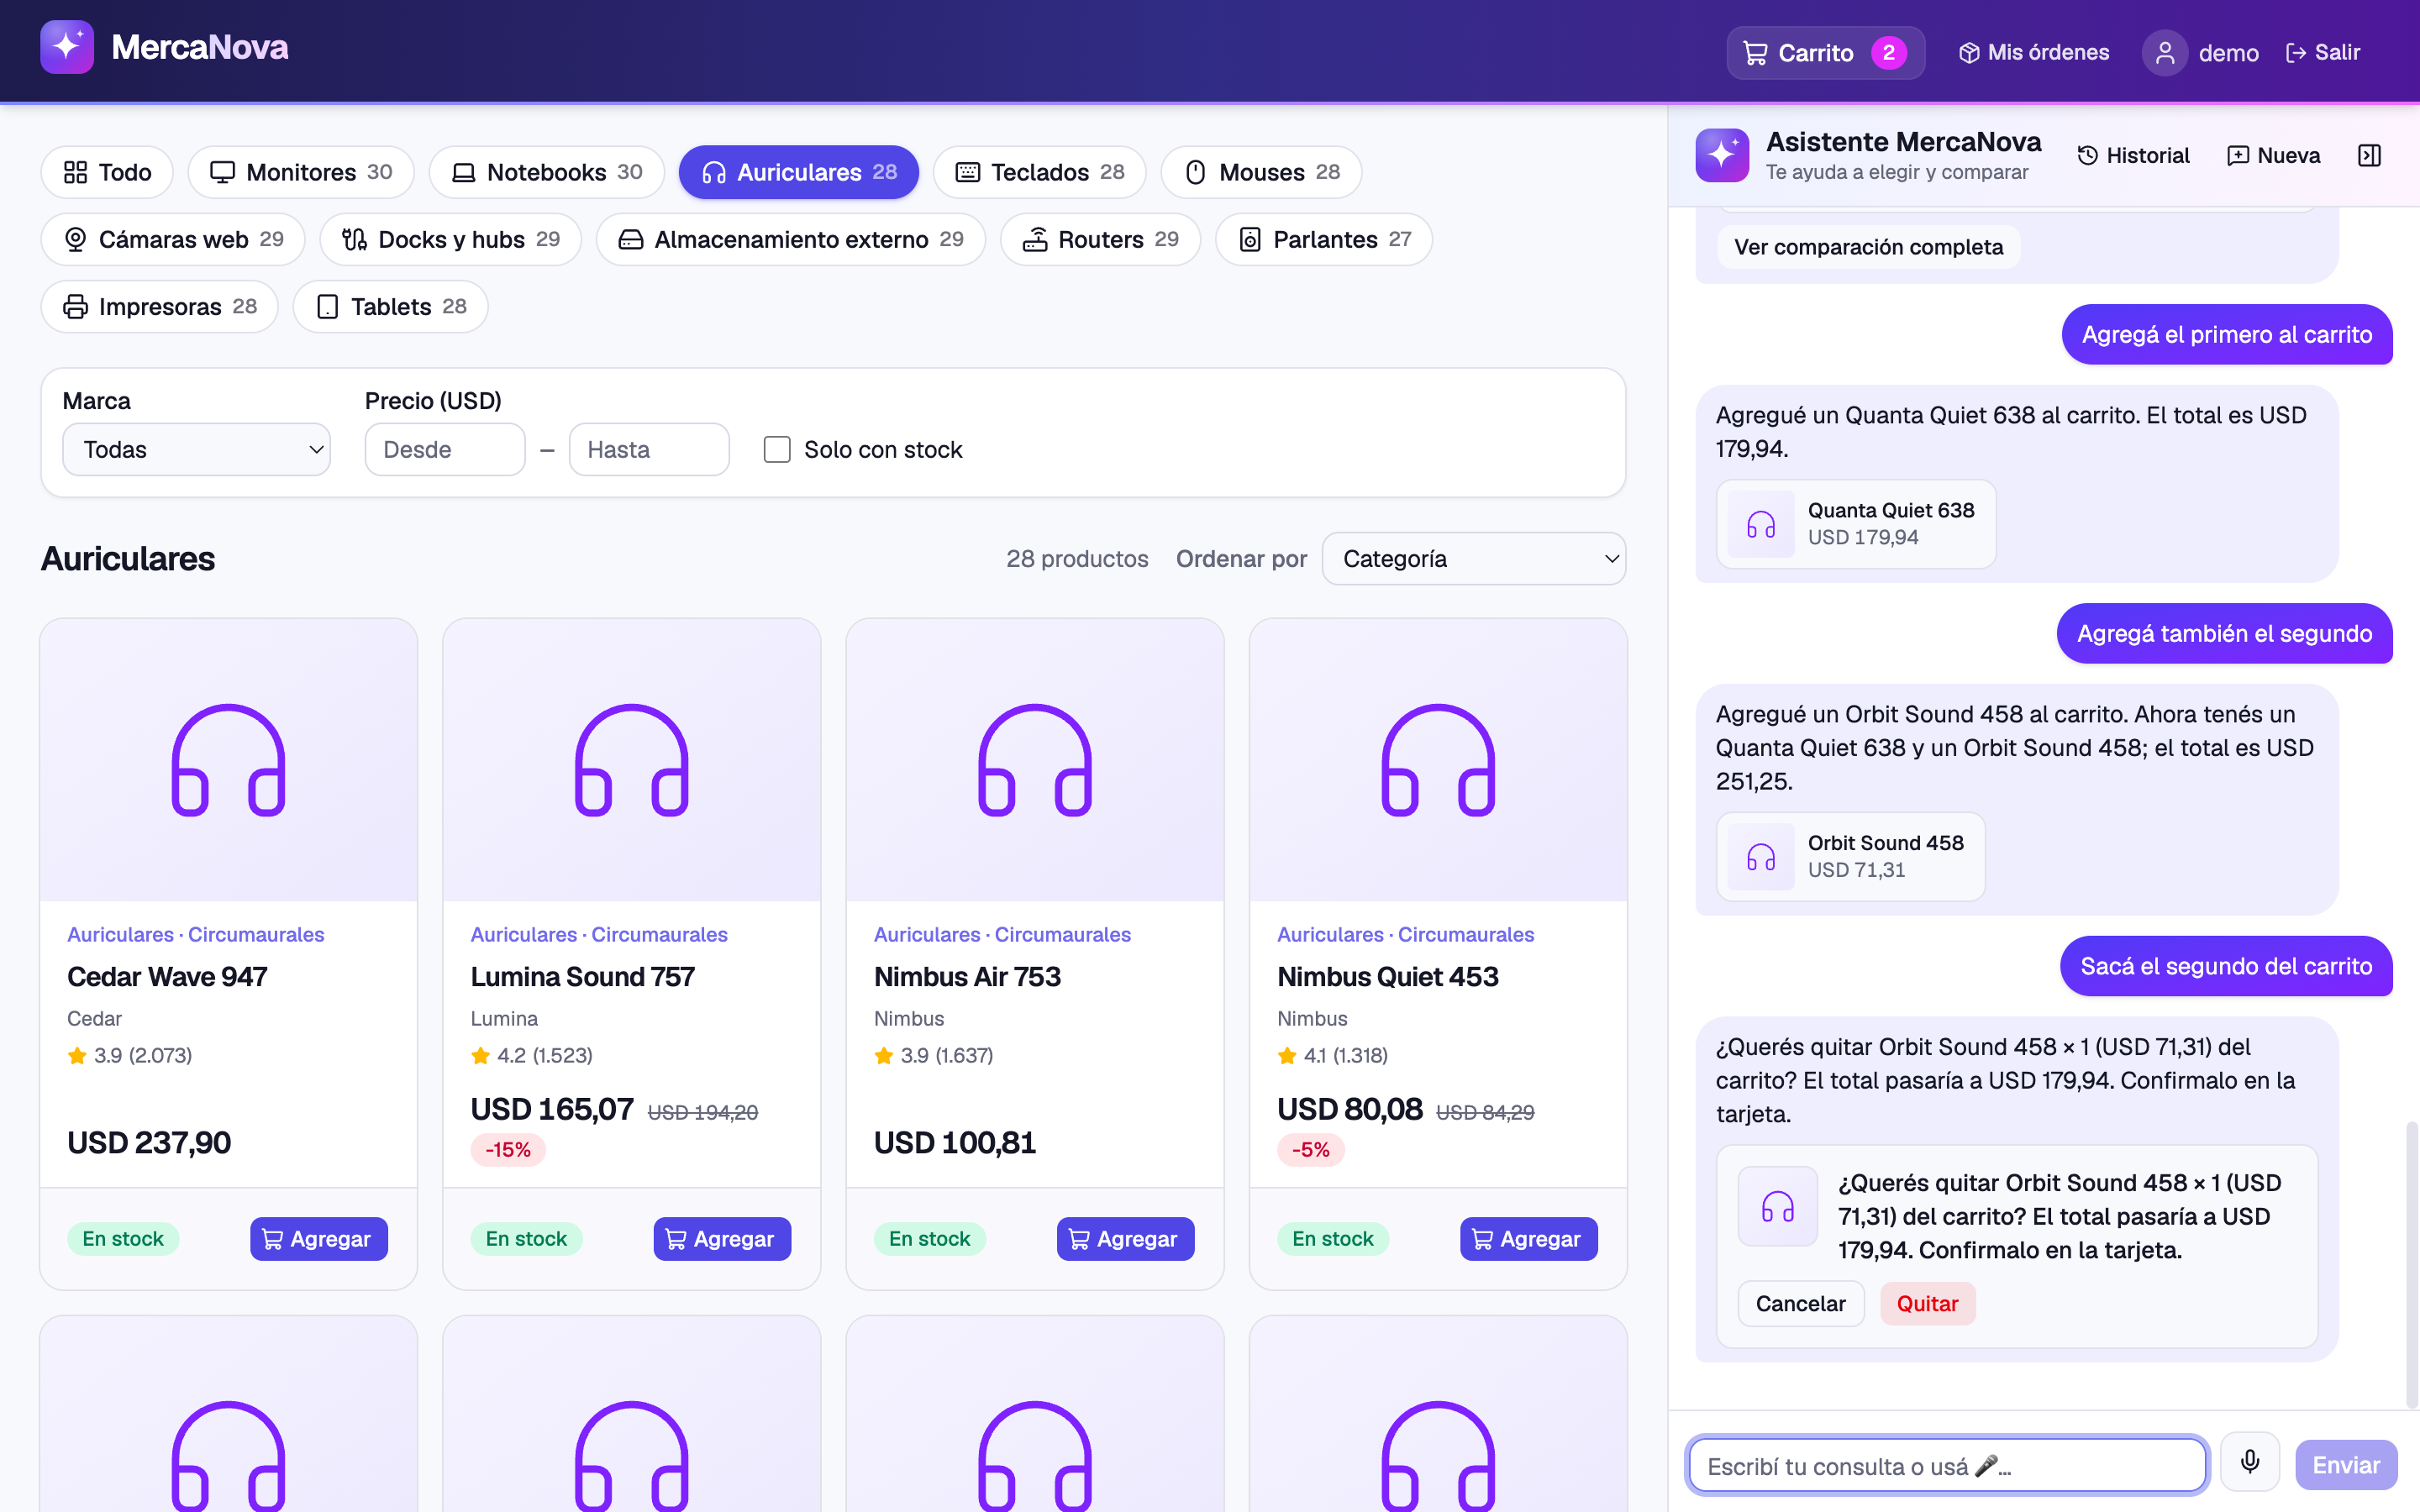 MercaNova
Carrito 2
Mis órdenes
demo
Salir
Todo
Monitores 30
Notebooks 30
Auriculares 28
Teclados 28
Mouses 28
Cámaras web 29
Docks y hubs 29
Almacenamiento externo 29
Routers 29
Parlantes 27
Impresoras 28
Tablets 28
Marca
Precio (USD)
Todas
Desde
–
Hasta
Solo con stock
Auriculares
28 productos
Ordenar por
Categoría
Auriculares · Circumaurales
Cedar Wave 947
Cedar
3.9 (2.073)
USD 237,90
En stock
Agregar
Auriculares · Circumaurales
Lumina Sound 757
Lumina
4.2 (1.523)
USD 165,07 USD 194,20
-15%
En stock
Agregar
Auriculares · Circumaurales
Nimbus Air 753
Nimbus
3.9 (1.637)
USD 100,81
En stock
Agregar
Auriculares · Circumaurales
Nimbus Quiet 453
Nimbus
4.1 (1.318)
USD 80,08 USD 84,29
-5%
En stock
Agregar
Asistente MercaNova
Te ayuda a elegir y comparar
Historial
Nueva
Ver comparación completa
Agregá el primero al carrito
Agregué un Quanta Quiet 638 al carrito. El total es USD
179,94.
Quanta Quiet 638
USD 179,94
Agregá también el segundo
Agregué un Orbit Sound 458 al carrito. Ahora tenés un
Quanta Quiet 638 y un Orbit Sound 458; el total es USD
251,25.
Orbit Sound 458
USD 71,31
Sacá el segundo del carrito
¿Querés quitar Orbit Sound 458 × 1 (USD 71,31) del
carrito? El total pasaría a USD 179,94. Confirmalo en la
tarjeta.
¿Querés quitar Orbit Sound 458 × 1 (USD
71,31) del carrito? El total pasaría a USD
179,94. Confirmalo en la tarjeta.
Cancelar
Quitar
Escribí tu consulta o usá 🎤...
Enviar